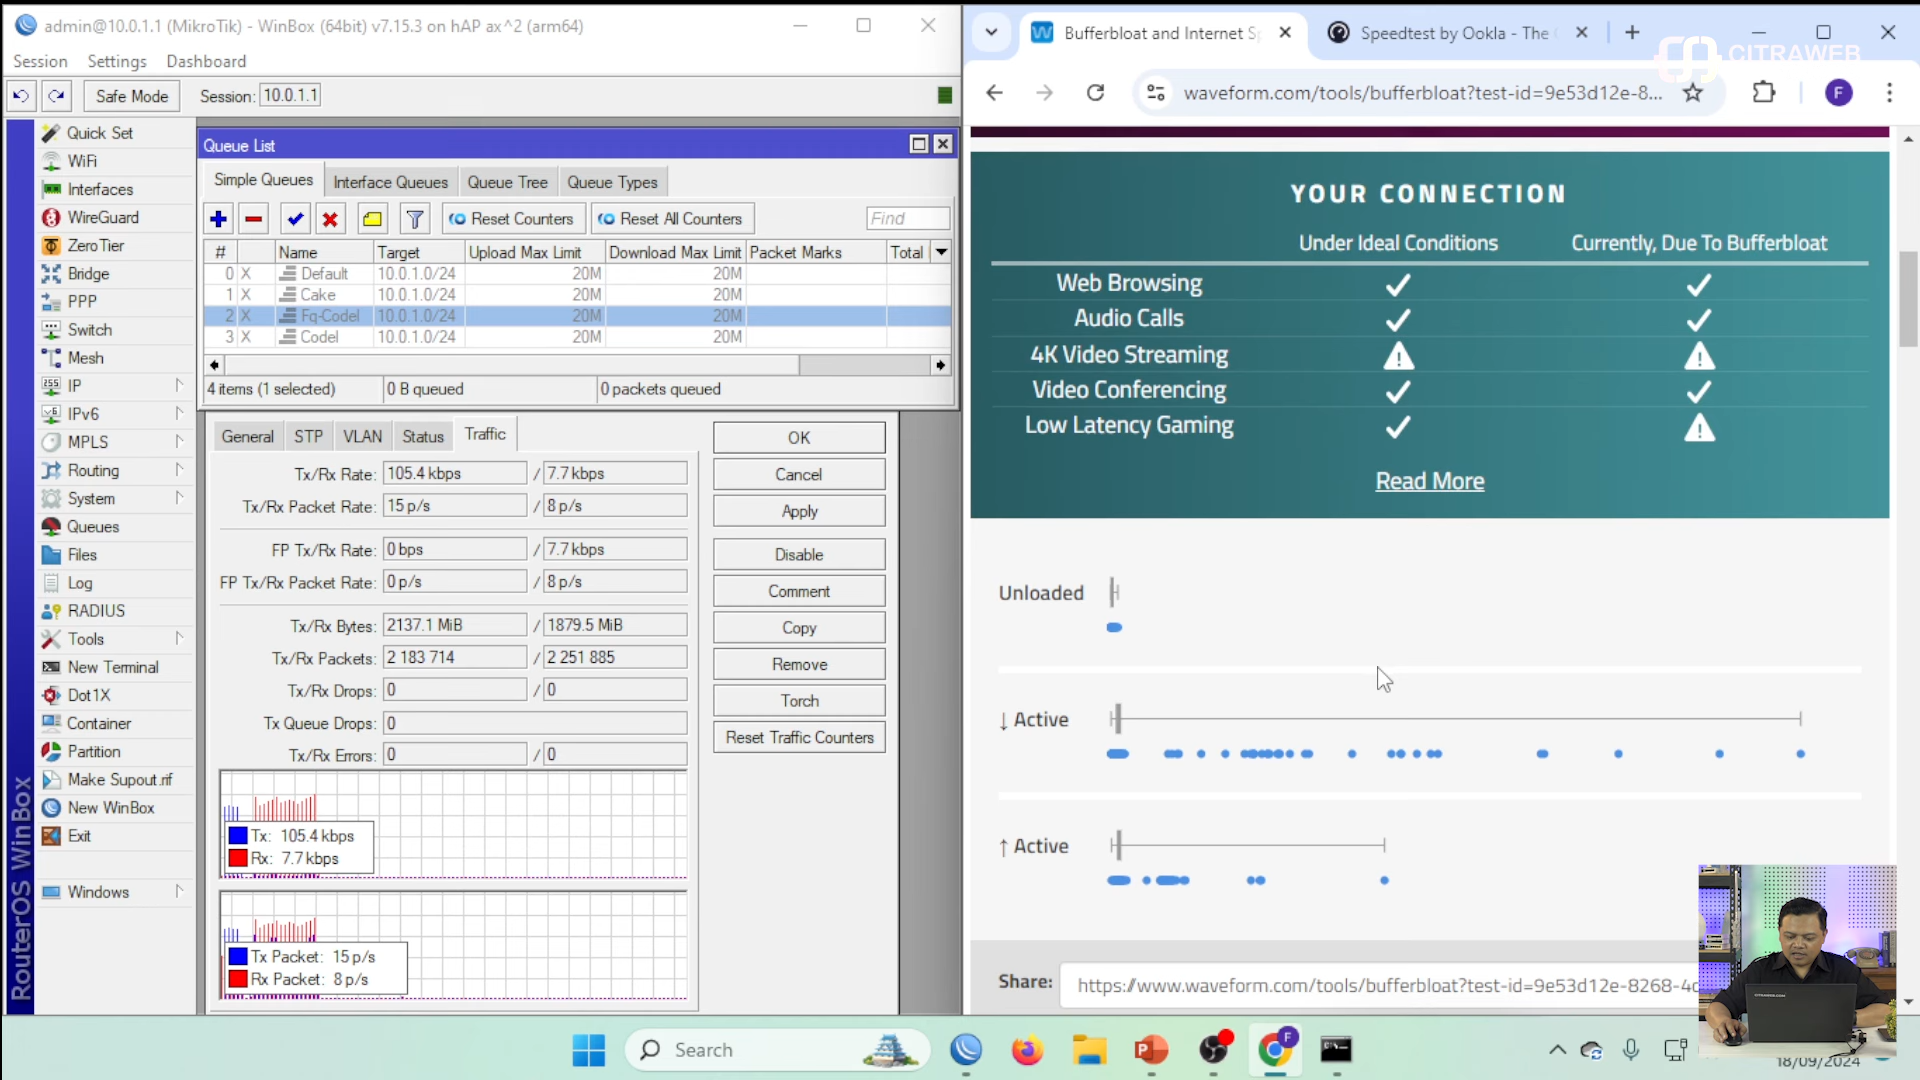 admin@10.0.1.1 (MikroTik) - WinBox (64bit) v7.15.3 on hAP ax^2 (arm64)
Session Settings Dashboard
Safe Mode Session: 10.0.1.1
Quick Set
WiFi
Interfaces
WireGuard
ZeroTier
Bridge
PPP
Switch
Mesh
IP
IPv6
MPLS
Routing
System
Queues
Files
Log
RADIUS
Tools
New Terminal
Dot1X
Container
Partition
Make Supout.rif
New WinBox
Exit
Windows
RouterOS WinBox
Queue List
Simple Queues Interface Queues Queue Tree Queue Types
Reset Counters Reset All Counters Find
# Name Target Upload Max Limit Download Max Limit Packet Marks Total
0 X Default 10.0.1.0/24 20M 20M
1 X Cake 10.0.1.0/24 20M 20M
2 X Fq-Codel 10.0.1.0/24 20M 20M
3 X Codel 10.0.1.0/24 20M 20M
4 items (1 selected) 0 B queued 0 packets queued
General STP VLAN Status Traffic
Tx/Rx Rate: 105.4 kbps / 7.7 kbps
Tx/Rx Packet Rate: 15 p/s / 8 p/s
FP Tx/Rx Rate: 0 bps / 7.7 kbps
FP Tx/Rx Packet Rate: 0 p/s / 8 p/s
Tx/Rx Bytes: 2137.1 MiB / 1879.5 MiB
Tx/Rx Packets: 2 183 714 / 2 251 885
Tx/Rx Drops: 0 / 0
Tx Queue Drops: 0
Tx/Rx Errors: 0 / 0
Tx: 105.4 kbps
Rx: 7.7 kbps
Tx Packet: 15 p/s
Rx Packet: 8 p/s
OK
Cancel
Apply
Disable
Comment
Copy
Remove
Torch
Reset Traffic Counters
Bufferbloat and Internet S Speedtest by Ookla - The
CITRAWEB
waveform.com/tools/bufferbloat?test-id=9e53d12e-8... F
YOUR CONNECTION
Under Ideal Conditions Currently, Due To Bufferbloat
Web Browsing
Audio Calls
4K Video Streaming
Video Conferencing
Low Latency Gaming
Read More
Unloaded
↓ Active
↑ Active
Share: https://www.waveform.com/tools/bufferbloat?test-id=9e53d12e-8268-4
Search
18/09/2024